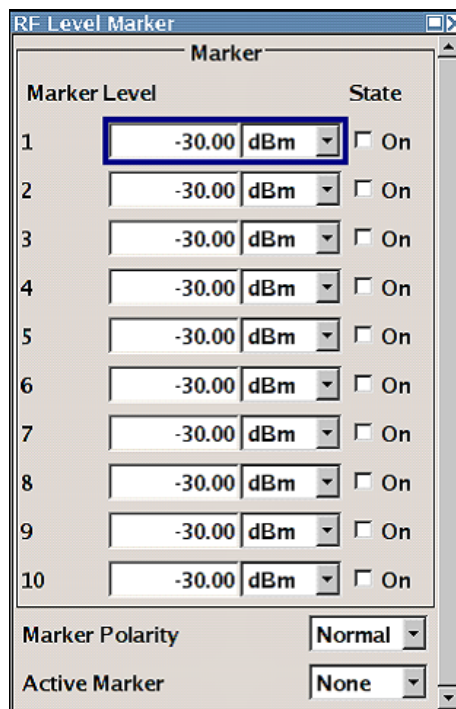 RF Level Marker
Marker
Marker Level State
1 -30.00 dBm On
2 -30.00 dBm On
3 -30.00 dBm On
4 -30.00 dBm On
5 -30.00 dBm On
6 -30.00 dBm On
7 -30.00 dBm On
8 -30.00 dBm On
9 -30.00 dBm On
10 -30.00 dBm On
Marker Polarity Normal
Active Marker None